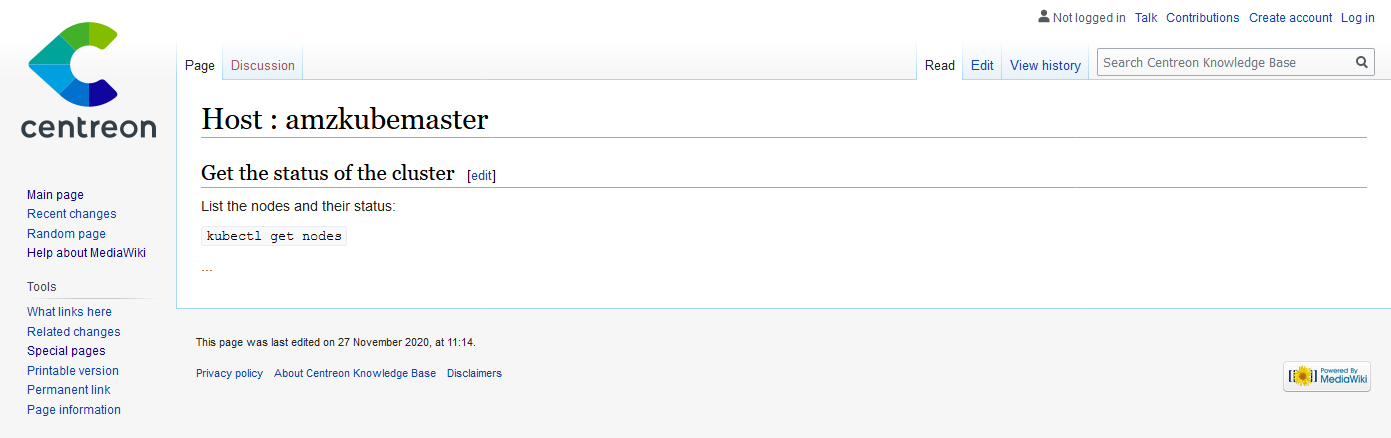 Not logged in Talk Contributions Create account Log in
centreon
Page Discussion Read Edit View history Search Centreon Knowledge Base
Host : amzkubemaster
Get the status of the cluster [edit]
List the nodes and their status:
kubectl get nodes
...
Main page
Recent changes
Random page
Help about MediaWiki
Tools
What links here
Related changes
Special pages
Printable version
Permanent link
Page information
This page was last edited on 27 November 2020, at 11:14.
Privacy policy About Centreon Knowledge Base Disclaimers
Powered By
MediaWiki